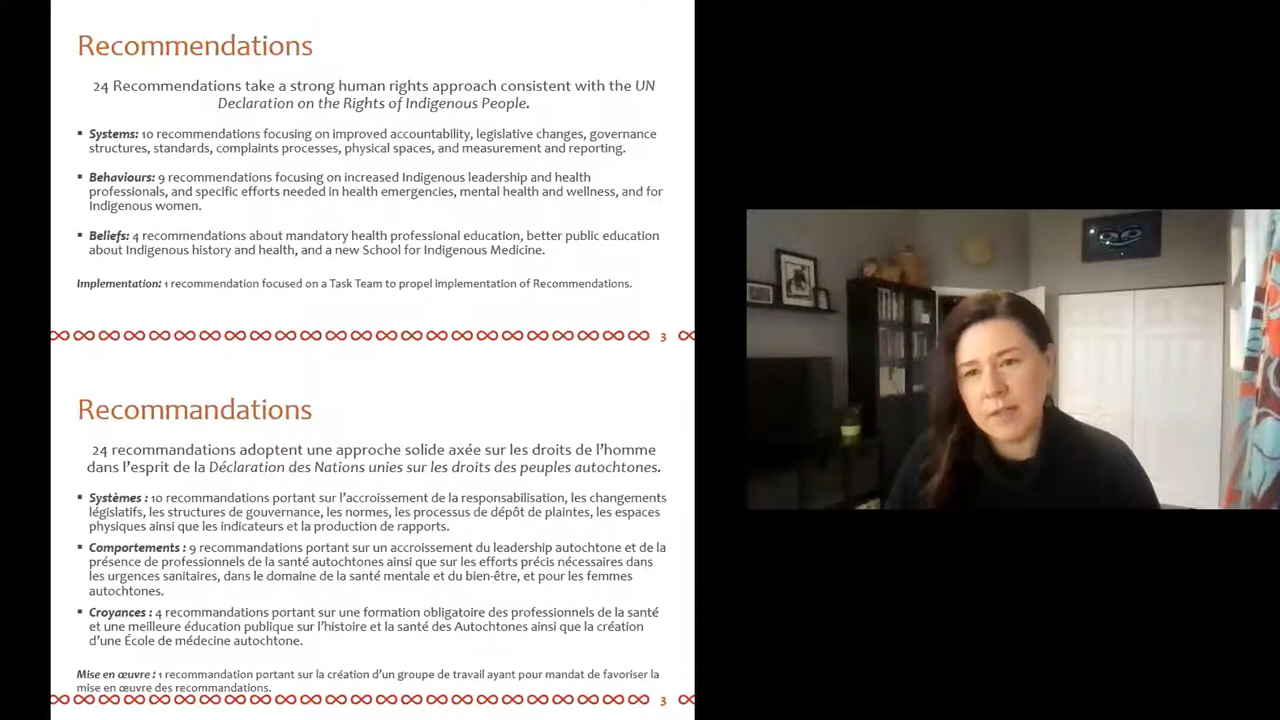 Recommendations
24 Recommendations take a strong human rights approach consistent with the UN
Declaration on the Rights of Indigenous People.
▪ Systems: 10 recommendations focusing on improved accountability, legislative changes, governance
structures, standards, complaints processes, physical spaces, and measurement and reporting.
▪ Behaviours: 9 recommendations focusing on increased Indigenous leadership and health
professionals, and specific efforts needed in health emergencies, mental health and wellness, and for
Indigenous women.
▪ Beliefs: 4 recommendations about mandatory health professional education, better public education
about Indigenous history and health, and a new School for Indigenous Medicine.
Implementation: 1 recommendation focused on a Task Team to propel implementation of Recommendations.
3
Recommandations
24 recommandations adoptent une approche solide axée sur les droits de l'homme
dans l'esprit de la Déclaration des Nations unies sur les droits des peuples autochtones.
▪ Systèmes : 10 recommandations portant sur l'accroissement de la responsabilisation, les changements
législatifs, les structures de gouvernance, les normes, les processus de dépôt de plaintes, les espaces
physiques ainsi que les indicateurs et la production de rapports.
▪ Comportements : 9 recommandations portant sur un accroissement du leadership autochtone et de la
présence de professionnels de la santé autochtones ainsi que sur les efforts précis nécessaires dans
les urgences sanitaires, dans le domaine de la santé mentale et du bien-être, et pour les femmes
autochtones.
▪ Croyances : 4 recommandations portant sur une formation obligatoire des professionnels de la santé
et une meilleure éducation publique sur l'histoire et la santé des Autochtones ainsi que la création
d'une École de médecine autochtone.
Mise en œuvre : 1 recommandation portant sur la création d'un groupe de travail ayant pour mandat de favoriser la
mise en œuvre des recommandations.
3